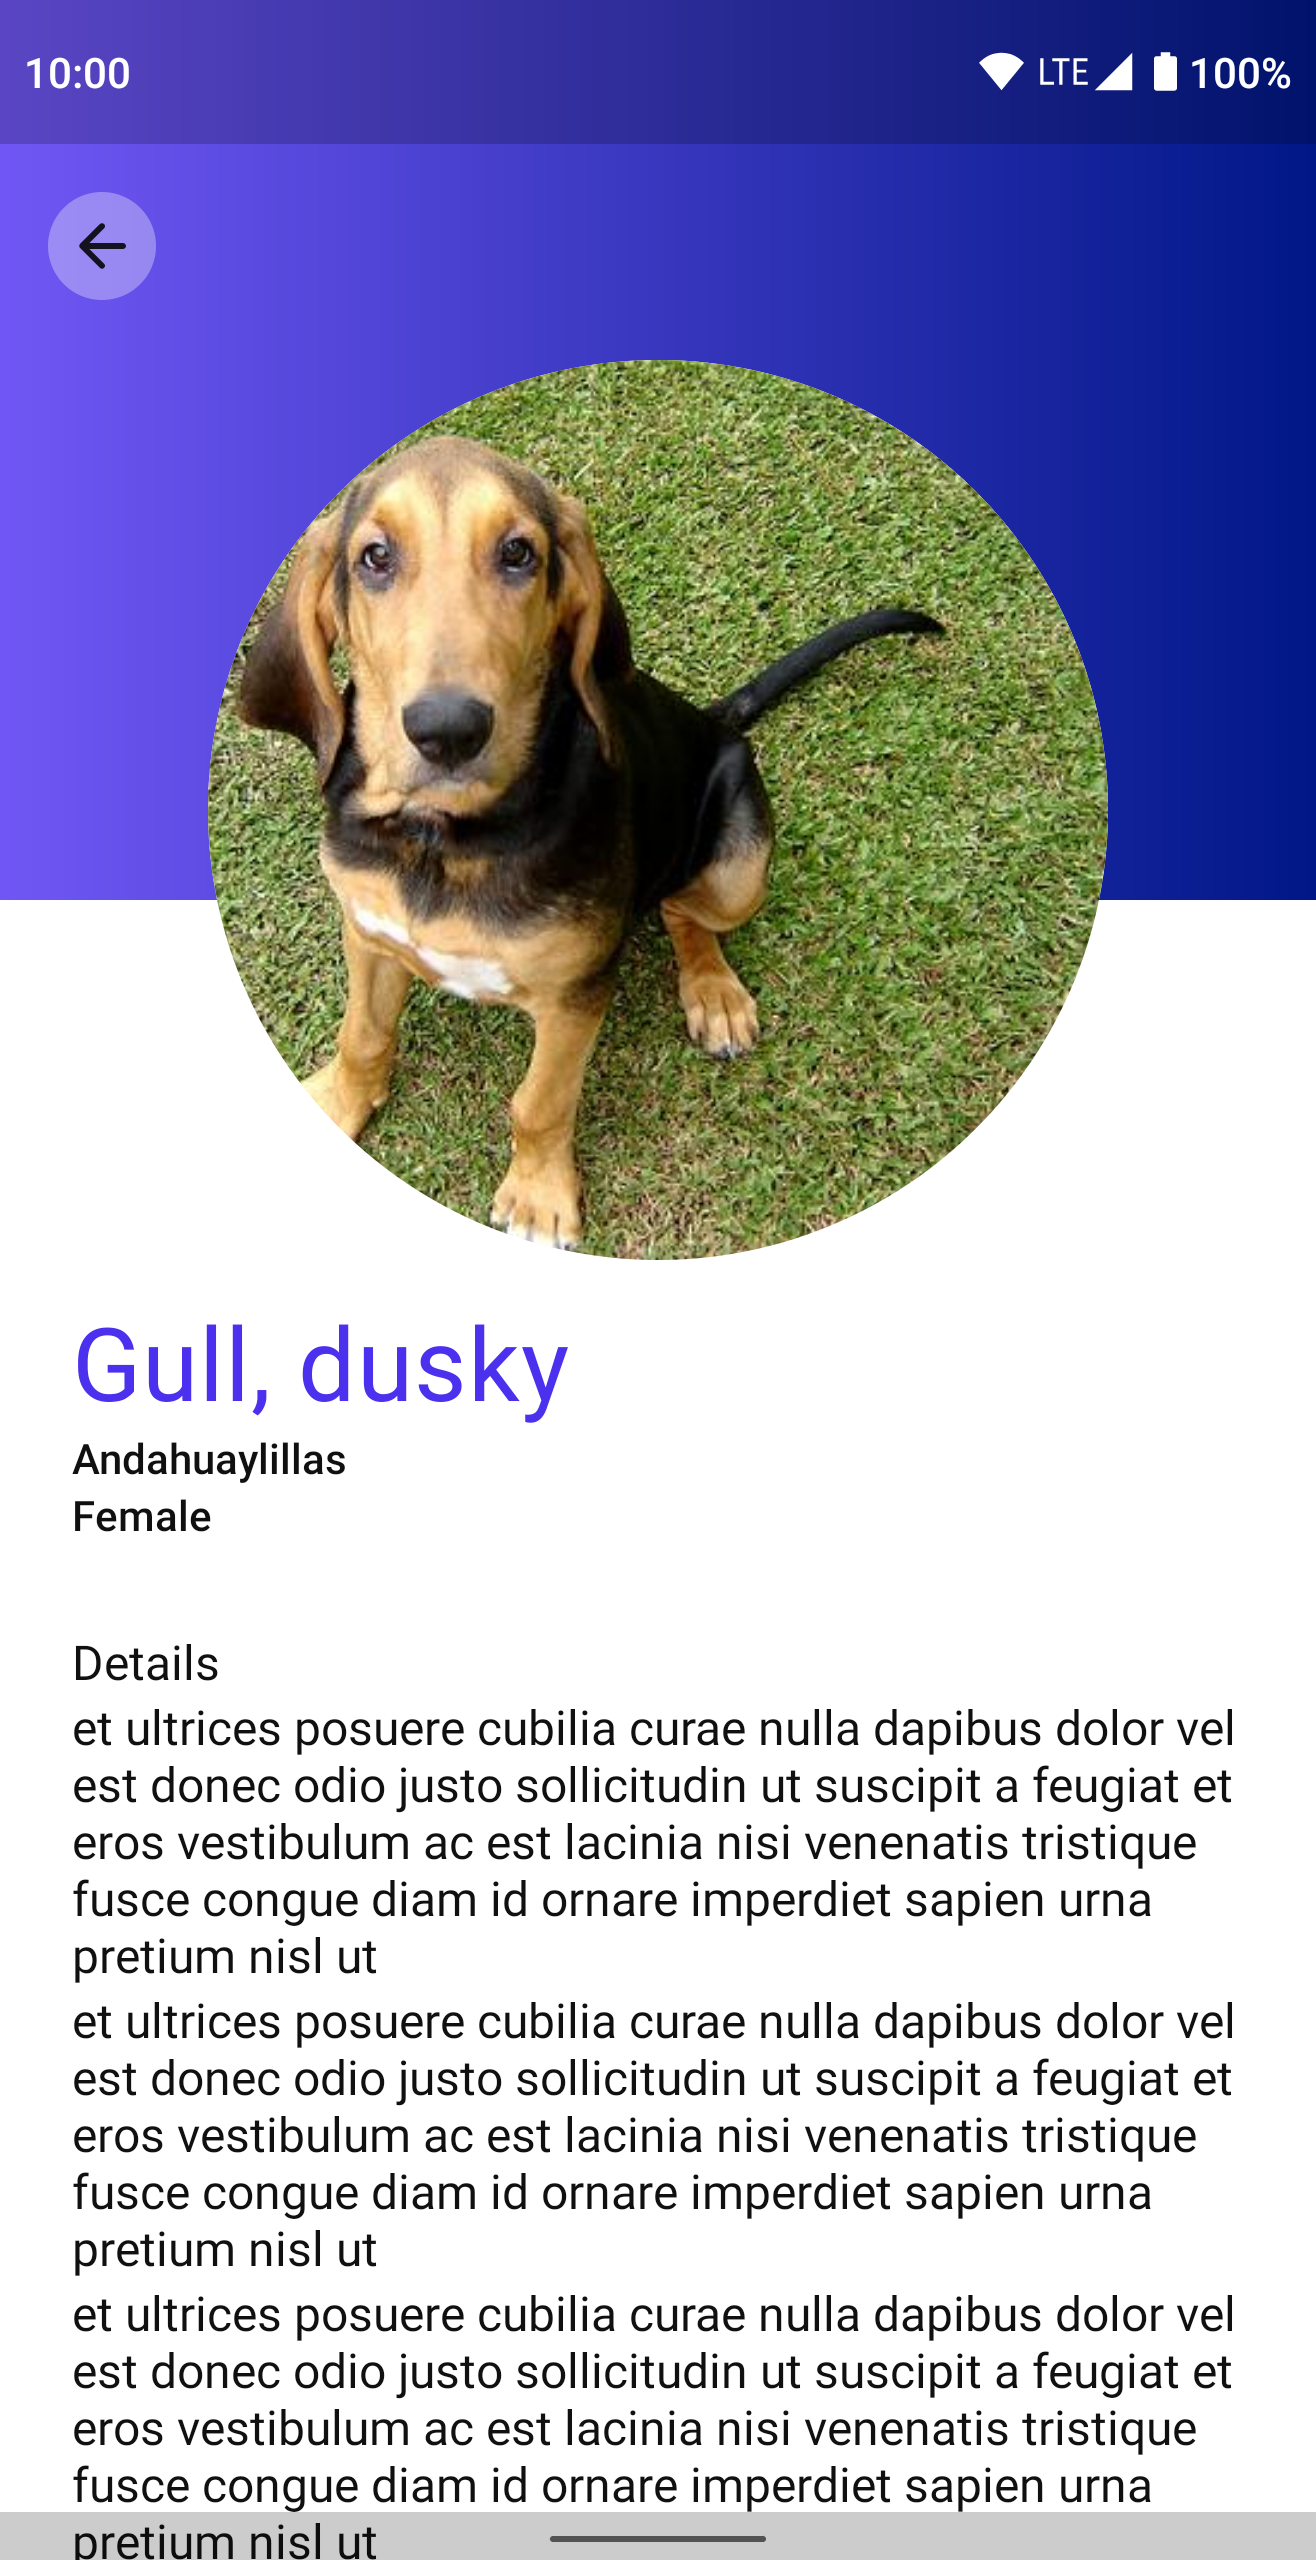 10:00 LTE 100%
Gull, dusky
Andahuaylillas
Female
Details
et ultrices posuere cubilia curae nulla dapibus dolor vel
est donec odio justo sollicitudin ut suscipit a feugiat et
eros vestibulum ac est lacinia nisi venenatis tristique
fusce congue diam id ornare imperdiet sapien urna
pretium nisl ut
et ultrices posuere cubilia curae nulla dapibus dolor vel
est donec odio justo sollicitudin ut suscipit a feugiat et
eros vestibulum ac est lacinia nisi venenatis tristique
fusce congue diam id ornare imperdiet sapien urna
pretium nisl ut
et ultrices posuere cubilia curae nulla dapibus dolor vel
est donec odio justo sollicitudin ut suscipit a feugiat et
eros vestibulum ac est lacinia nisi venenatis tristique
fusce congue diam id ornare imperdiet sapien urna
pretium nisl ut